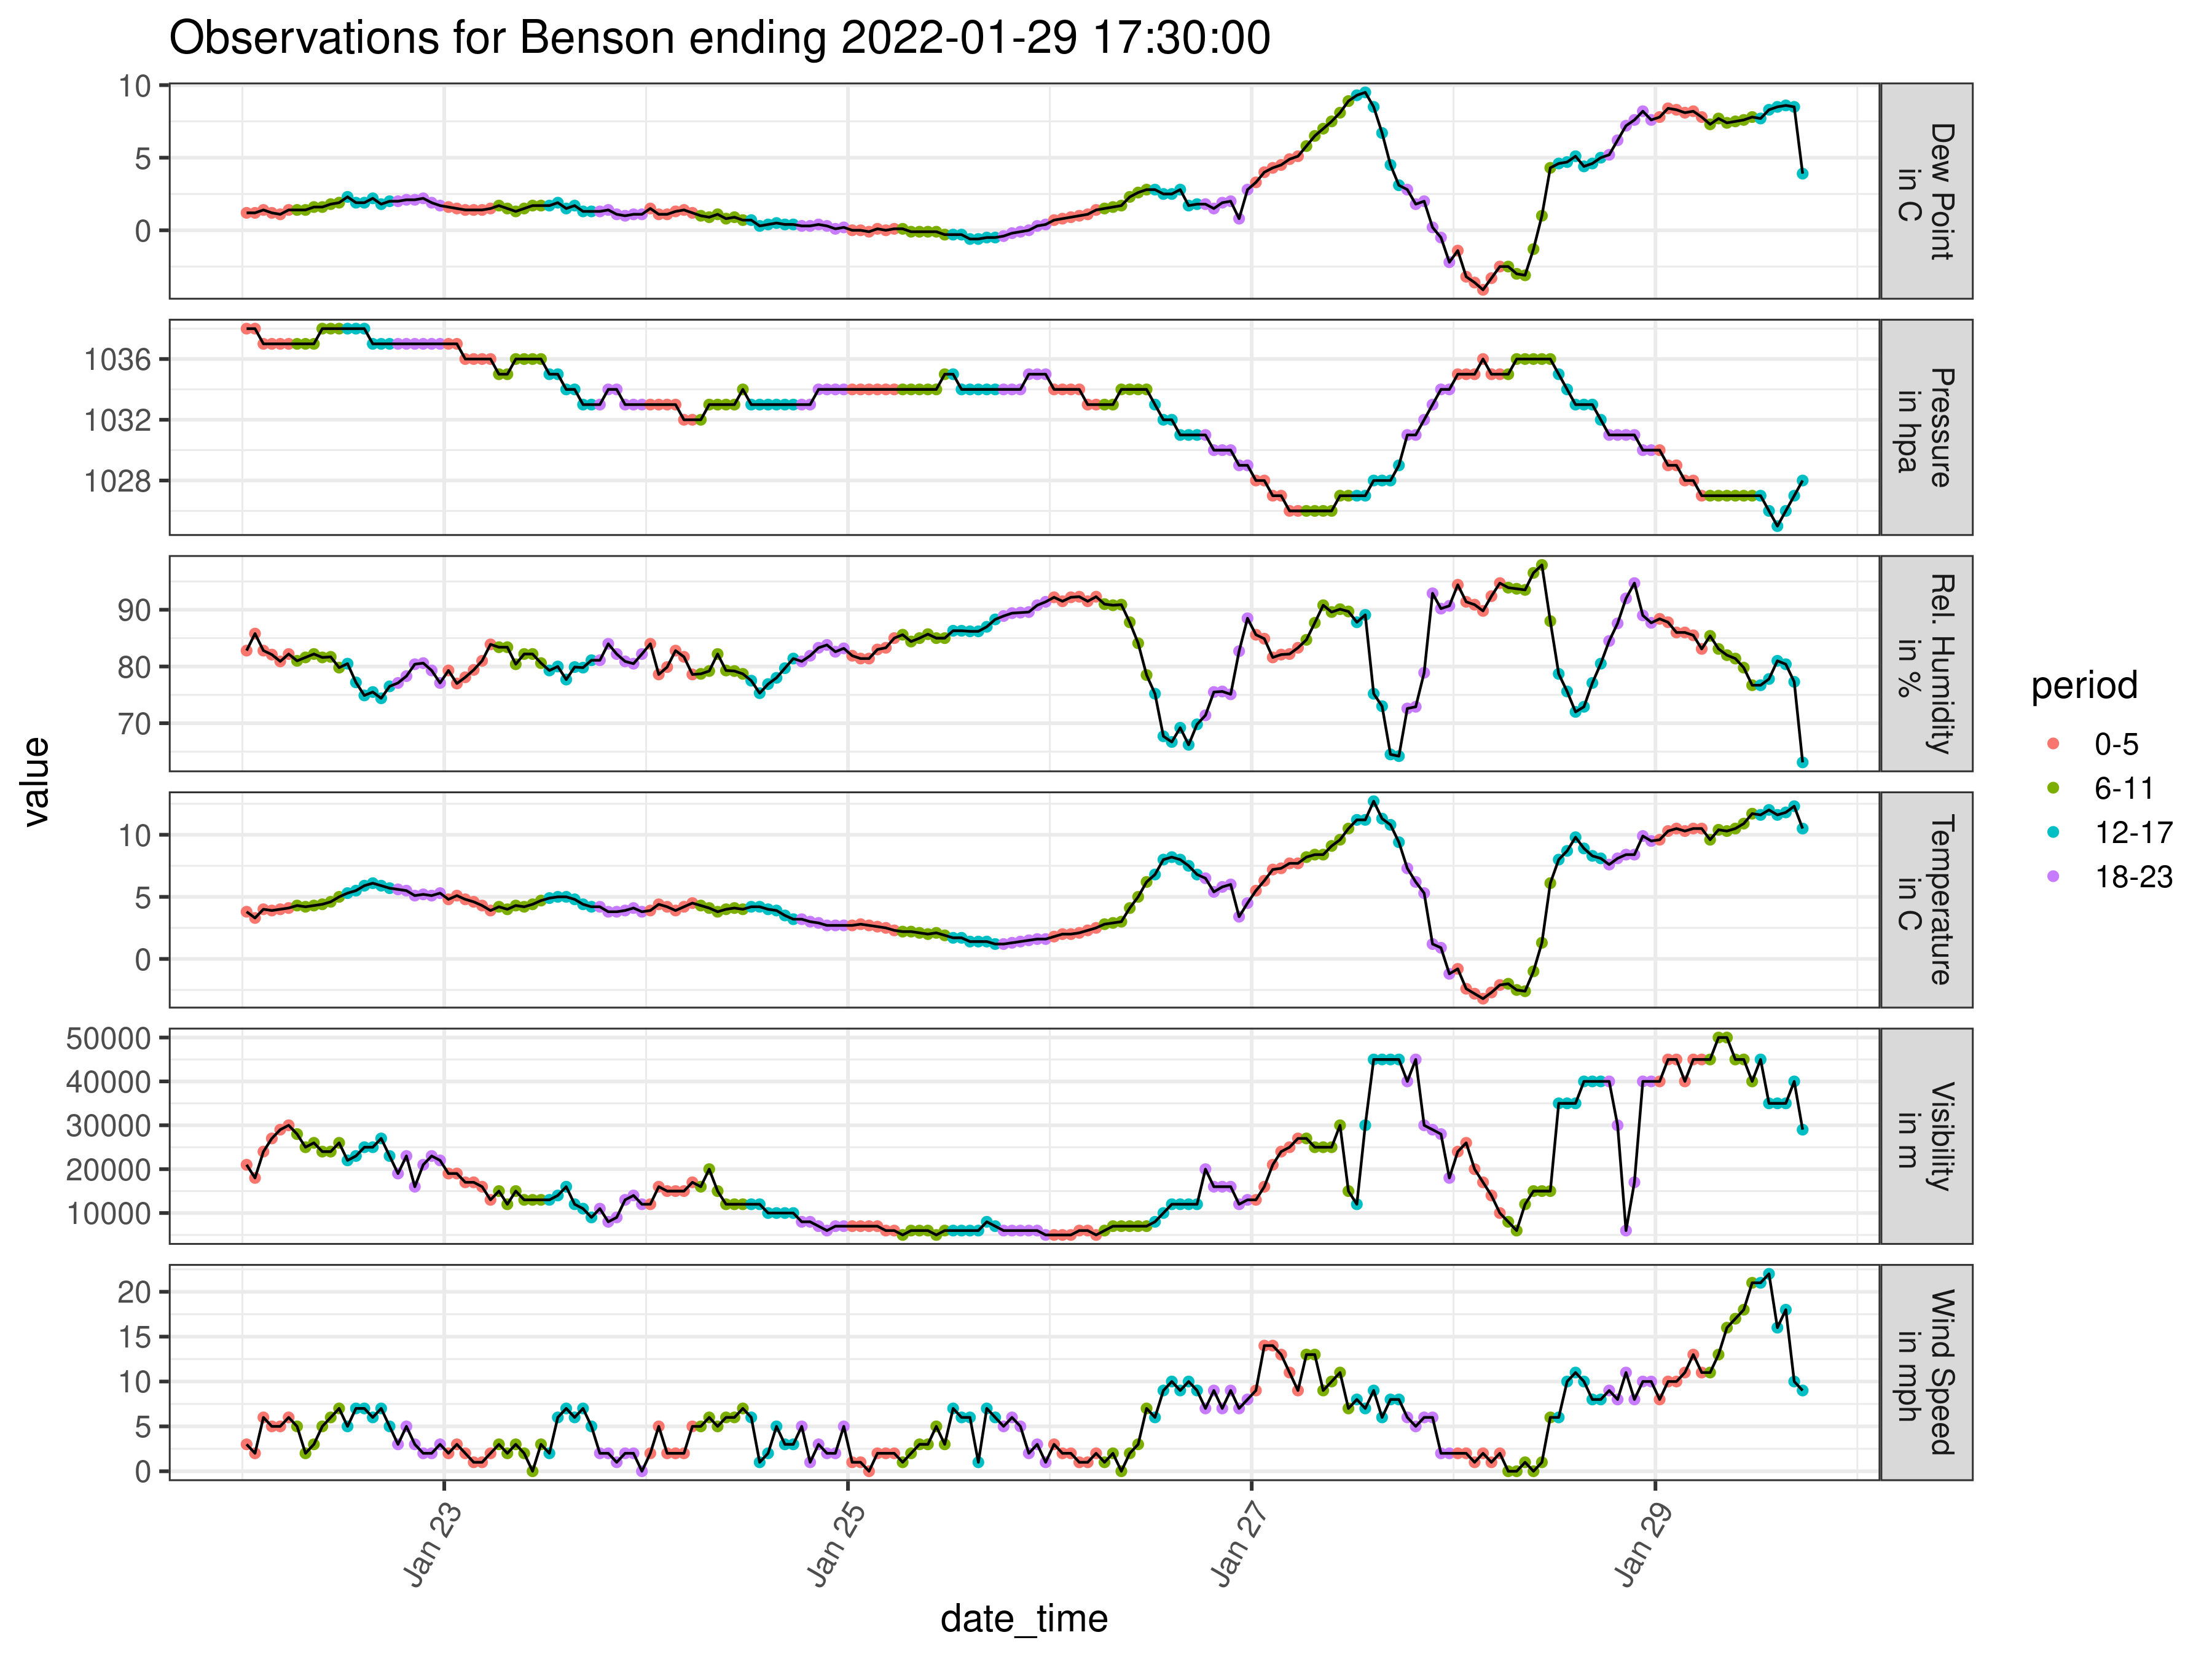 Observations for Benson ending 2022-01-29 17:30:00
value
10
5
0
Dew Point
in C
1036
1032
1028
Pressure
in hpa
90
80
70
Rel. Humidity
in %
10
5
0
Temperature
in C
50000
40000
30000
20000
10000
Visibility
in m
20
15
10
5
0
Wind Speed
in mph
Jan 23
Jan 25
Jan 27
Jan 29
date_time
period
0-5
6-11
12-17
18-23